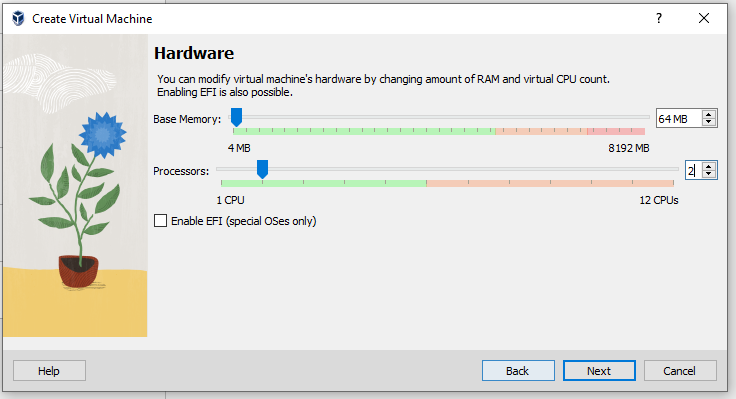 Create Virtual Machine
?
Hardware
You can modify virtual machine's hardware by changing amount of RAM and virtual CPU count.
Enabling EFI is also possible.
Base Memory:
64 MB
4 MB
8192 MB
Processors:
2
1 CPU
12 CPUs
Enable EFI (special OSes only)
Help
Back
Next
Cancel